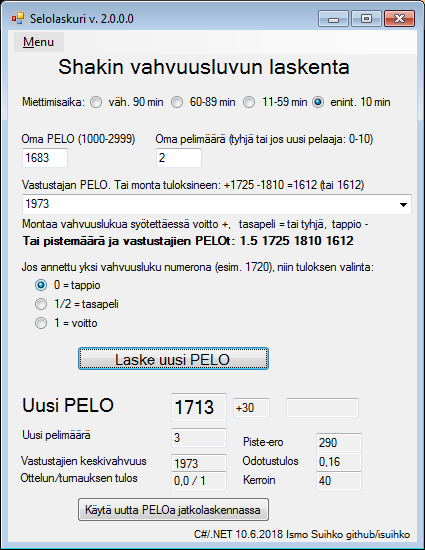 Selolaskuri v. 2.0.0.0
Menu
Shakin vahvuusluvun laskenta
Miettimisaika: väh. 90 min 60-89 min 11-59 min enint. 10 min
Oma PELO (1000-2999) Oma pelimäärä (tyhjä tai jos uusi pelaaja: 0-10)
1683 2
Vastustajan PELO. Tai monta tuloksineen: +1725 -1810 =1612 (tai 1612)
1973
Montaa vahvuuslukua syötettäessä voitto +, tasapeli = tai tyhjä, tappio -
Tai pistemäärä ja vastustajien PELOt: 1.5 1725 1810 1612
Jos annettu yksi vahvuusluku numerona (esim. 1720), niin tuloksen valinta:
0 = tappio
1/2 = tasapeli
1 = voitto
Laske uusi PELO
Uusi PELO 1713 +30
Uusi pelimäärä 3 Piste-ero 290
Vastustajien keskivahvuus 1973 Odotustulos 0,16
Ottelun/turnauksen tulos 0,0 / 1 Kerroin 40
Käytä uutta PELOa jatkolaskennassa
C#/.NET 10.6.2018 Ismo Suihko github/isuihko